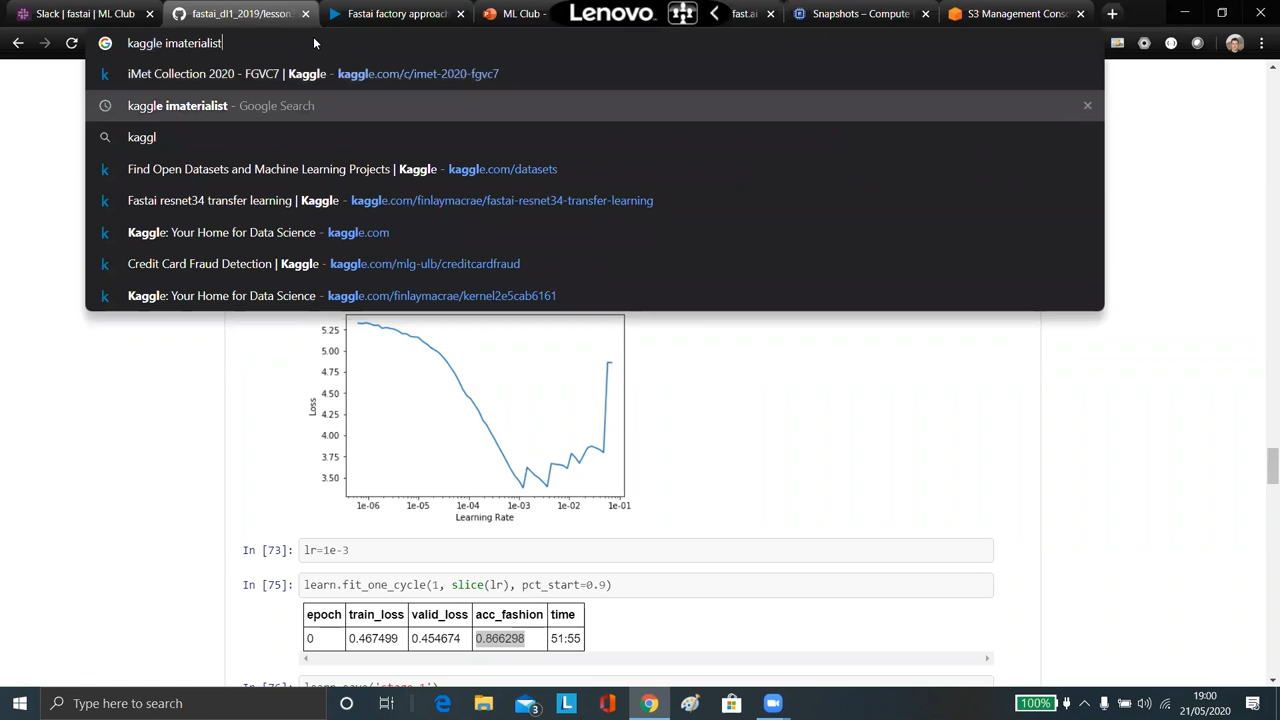 Slack | fastai | ML Club
fastai_dl1_2019/lesson
Fastai factory approach
ML Club -
Lenovo
fast.ai
Snapshots – Compute
S3 Management Cons
kaggle imaterialist
iMet Collection 2020 - FGVC7 | Kaggle - kaggle.com/c/imet-2020-fgvc7
kaggle imaterialist - Google Search
kaggl
Find Open Datasets and Machine Learning Projects | Kaggle - kaggle.com/datasets
Fastai resnet34 transfer learning | Kaggle - kaggle.com/finlaymacrae/fastai-resnet34-transfer-learning
Kaggle: Your Home for Data Science - kaggle.com
Credit Card Fraud Detection | Kaggle - kaggle.com/mlg-ulb/creditcardfraud
Kaggle: Your Home for Data Science - kaggle.com/finlaymacrae/kernel2e5cab6161
5.25
5.00
4.75
4.50
4.25
4.00
3.75
3.50
Loss
1e-06 1e-05 1e-04 1e-03 1e-02 1e-01
Learning Rate
In [73]: lr=1e-3
In [75]: learn.fit_one_cycle(1, slice(lr), pct_start=0.9)
epoch train_loss valid_loss acc_fashion time
0 0.467499 0.454674 0.866298 51:55
In [76]: learn.save('stage-1')
Type here to search
3
L
100%
19:00
21/05/2020